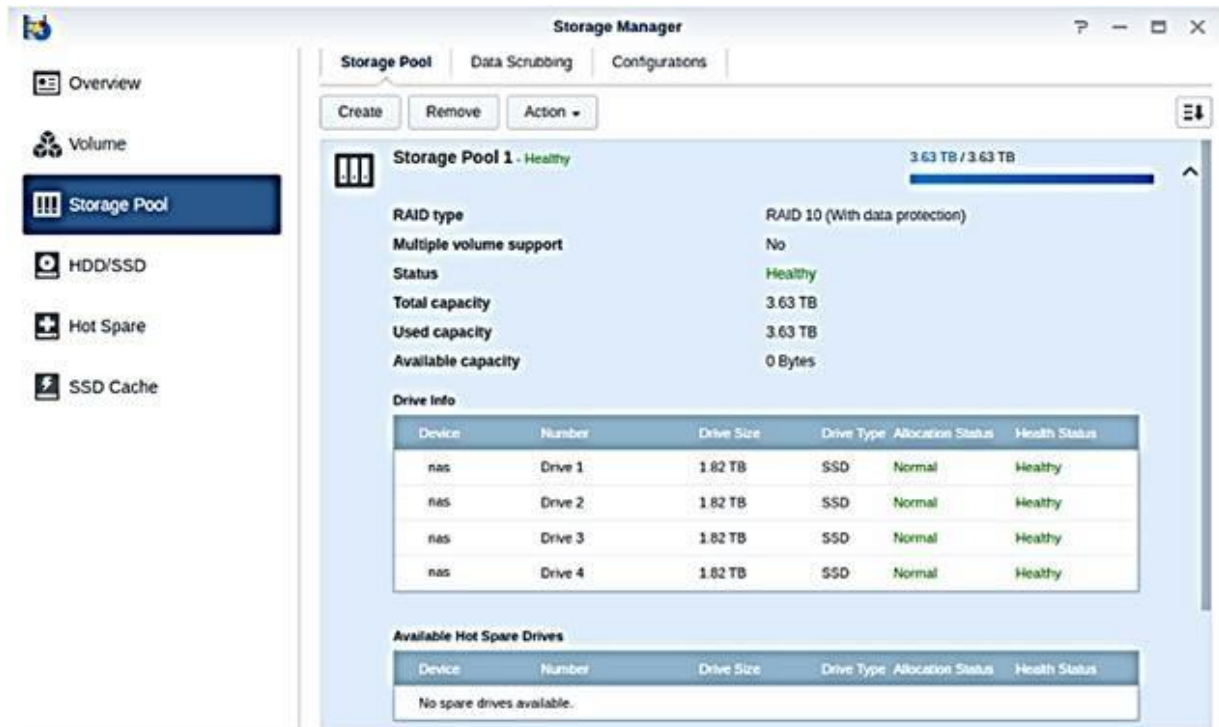 Storage Manager
?
Overview
Volume
Storage Pool
HDD/SSD
Hot Spare
SSD Cache
Storage Pool Data Scrubbing Configurations
Create Remove Action
Storage Pool 1 - Healthy 3.63 TB / 3.63 TB
RAID type RAID 10 (With data protection)
Multiple volume support No
Status Healthy
Total capacity 3.63 TB
Used capacity 3.63 TB
Available capacity 0 Bytes
Drive Info
Device Number Drive Size Drive Type Allocation Status Health Status
nas Drive 1 1.82 TB SSD Normal Healthy
nas Drive 2 1.82 TB SSD Normal Healthy
nas Drive 3 1.82 TB SSD Normal Healthy
nas Drive 4 1.82 TB SSD Normal Healthy
Available Hot Spare Drives
Device Number Drive Size Drive Type Allocation Status Health Status
No spare drives available.